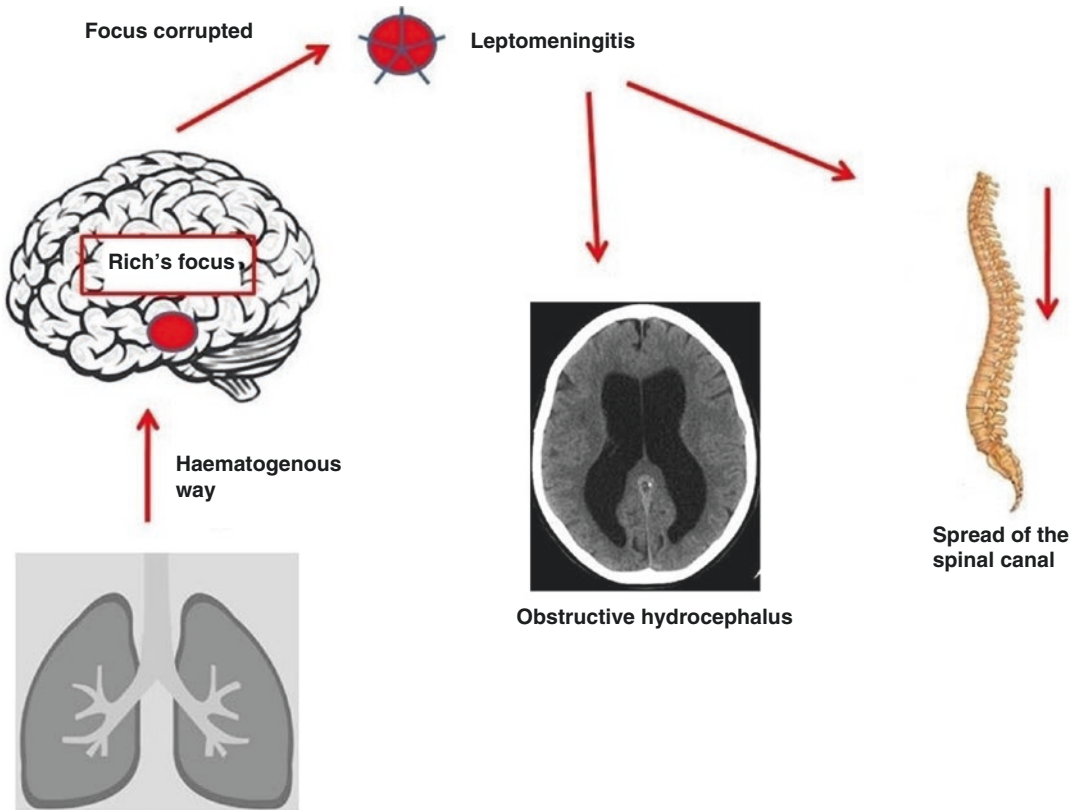 Focus corrupted
Leptomeningitis
Rich's focus
Haematogenous
way
Obstructive hydrocephalus
Spread of the
spinal canal